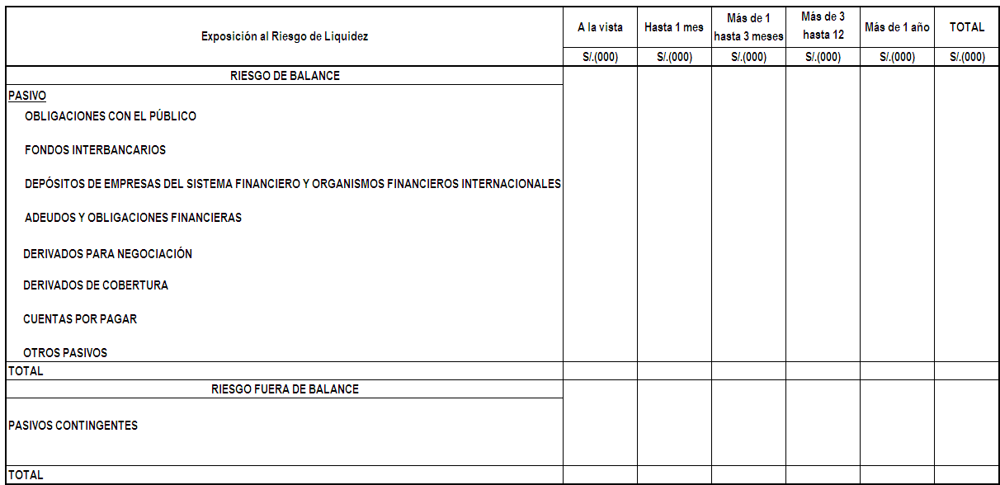 Exposición al Riesgo de Liquidez
A la vista
Hasta 1 mes
Más de 1
hasta 3 meses
Más de 3
hasta 12
Más de 1 año
TOTAL
S/.(000) S/.(000) S/.(000) S/.(000) S/.(000) S/.(000)
RIESGO DE BALANCE
PASIVO
OBLIGACIONES CON EL PÚBLICO
FONDOS INTERBANCARIOS
DEPÓSITOS DE EMPRESAS DEL SISTEMA FINANCIERO Y ORGANISMOS FINANCIEROS INTERNACIONALES
ADEUDOS Y OBLIGACIONES FINANCIERAS
DERIVADOS PARA NEGOCIACIÓN
DERIVADOS DE COBERTURA
CUENTAS POR PAGAR
OTROS PASIVOS
TOTAL
RIESGO FUERA DE BALANCE
PASIVOS CONTINGENTES
TOTAL